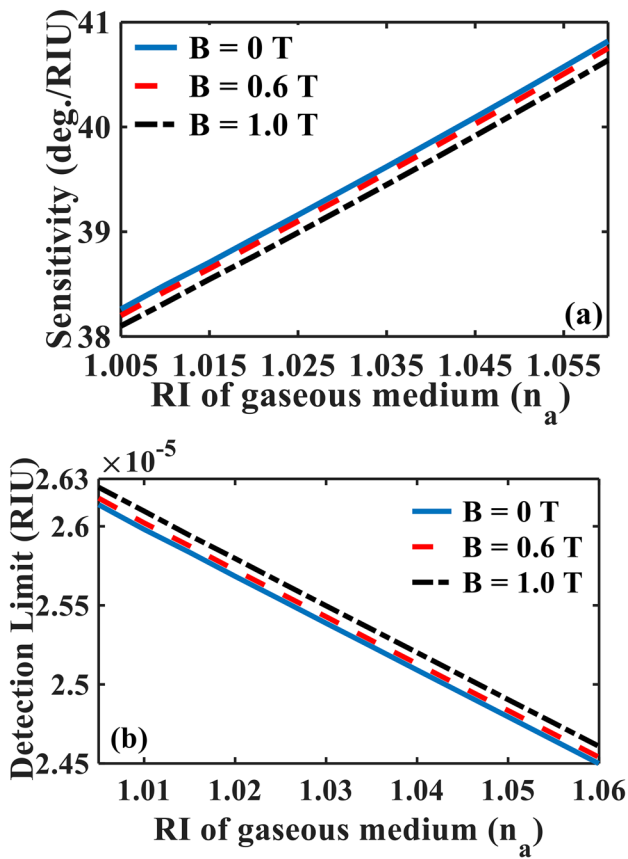 41
40
39
38
Sensitivity (deg./RIU)
B = 0 T
B = 0.6 T
B = 1.0 T
(a)
1.005 1.015 1.025 1.035 1.045 1.055
RI of gaseous medium (nₐ)
×10⁻⁵
2.63
2.6
2.55
2.5
2.45
Detection Limit (RIU)
B = 0 T
B = 0.6 T
B = 1.0 T
(b)
1.01 1.02 1.03 1.04 1.05 1.06
RI of gaseous medium (nₐ)